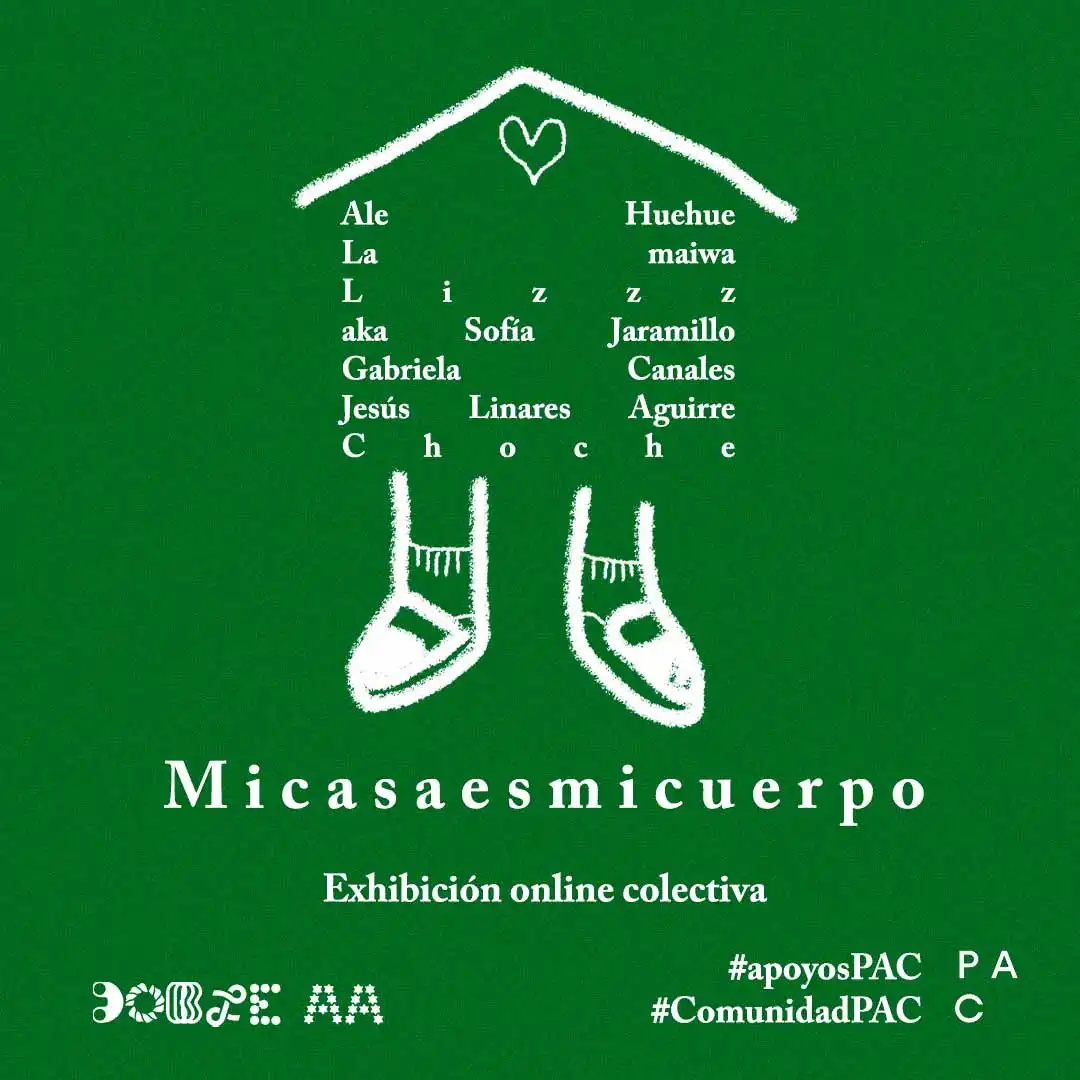 Ale Huehue
La maiwa
L i z z z
aka Sofía Jaramillo
Gabriela Canales
Jesús Linares Aguirre
C h o c h e
Micasaesmicuerpo
Exhibición online colectiva
DOBLE AA
#apoyosPAC
#ComunidadPAC
P A
C